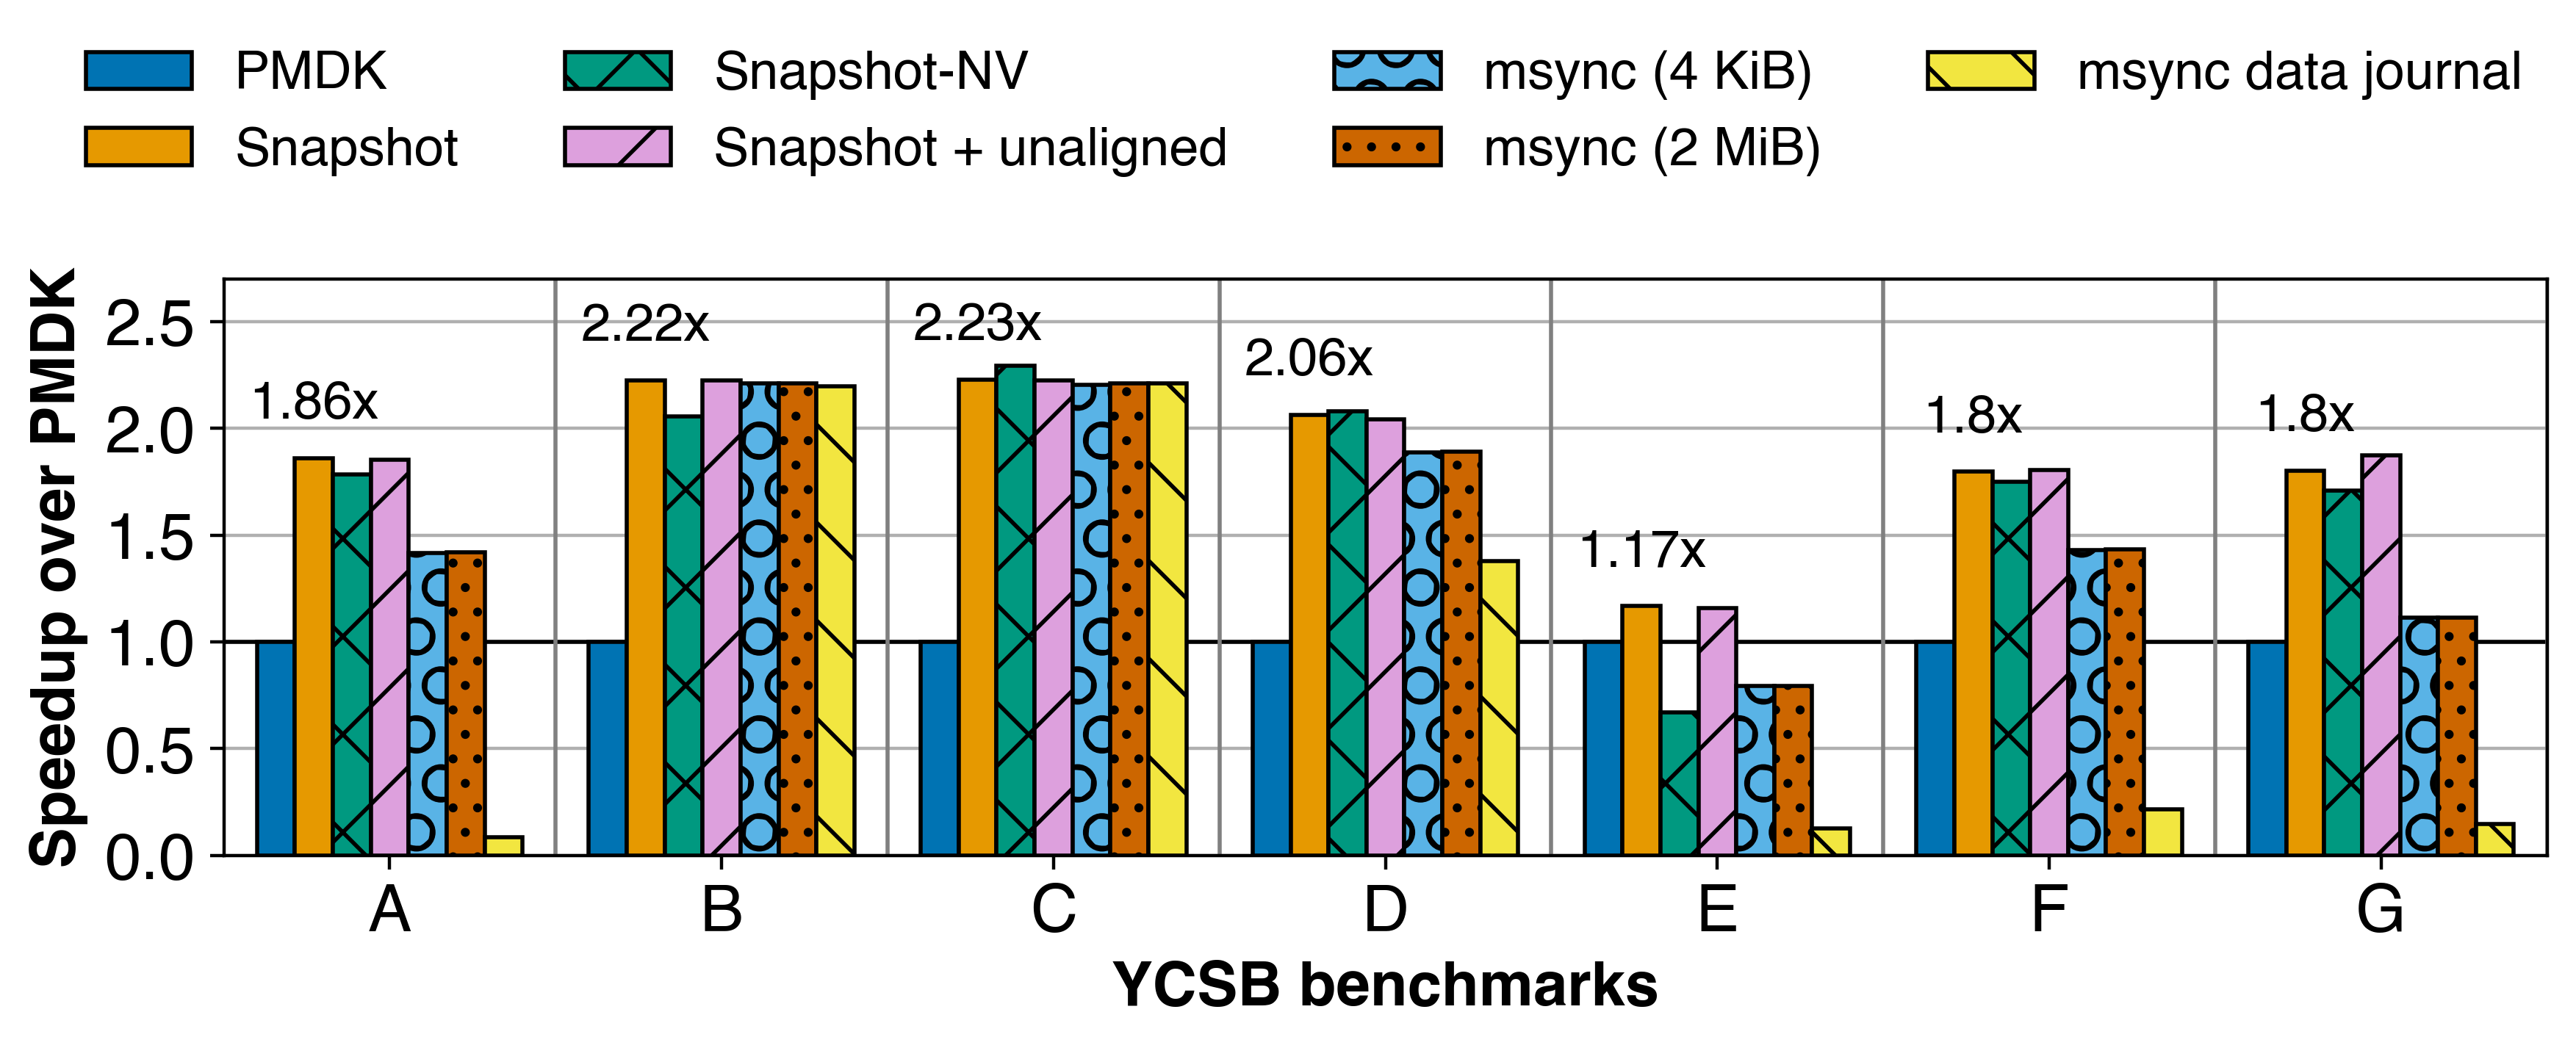 PMDK
Snapshot
Snapshot-NV
Snapshot + unaligned
msync (4 KiB)
msync (2 MiB)
msync data journal
Speedup over PMDK
2.5
2.0
1.5
1.0
0.5
0.0
1.86x
2.22x
2.23x
2.06x
1.17x
1.8x
1.8x
A
B
C
D
E
F
G
YCSB benchmarks